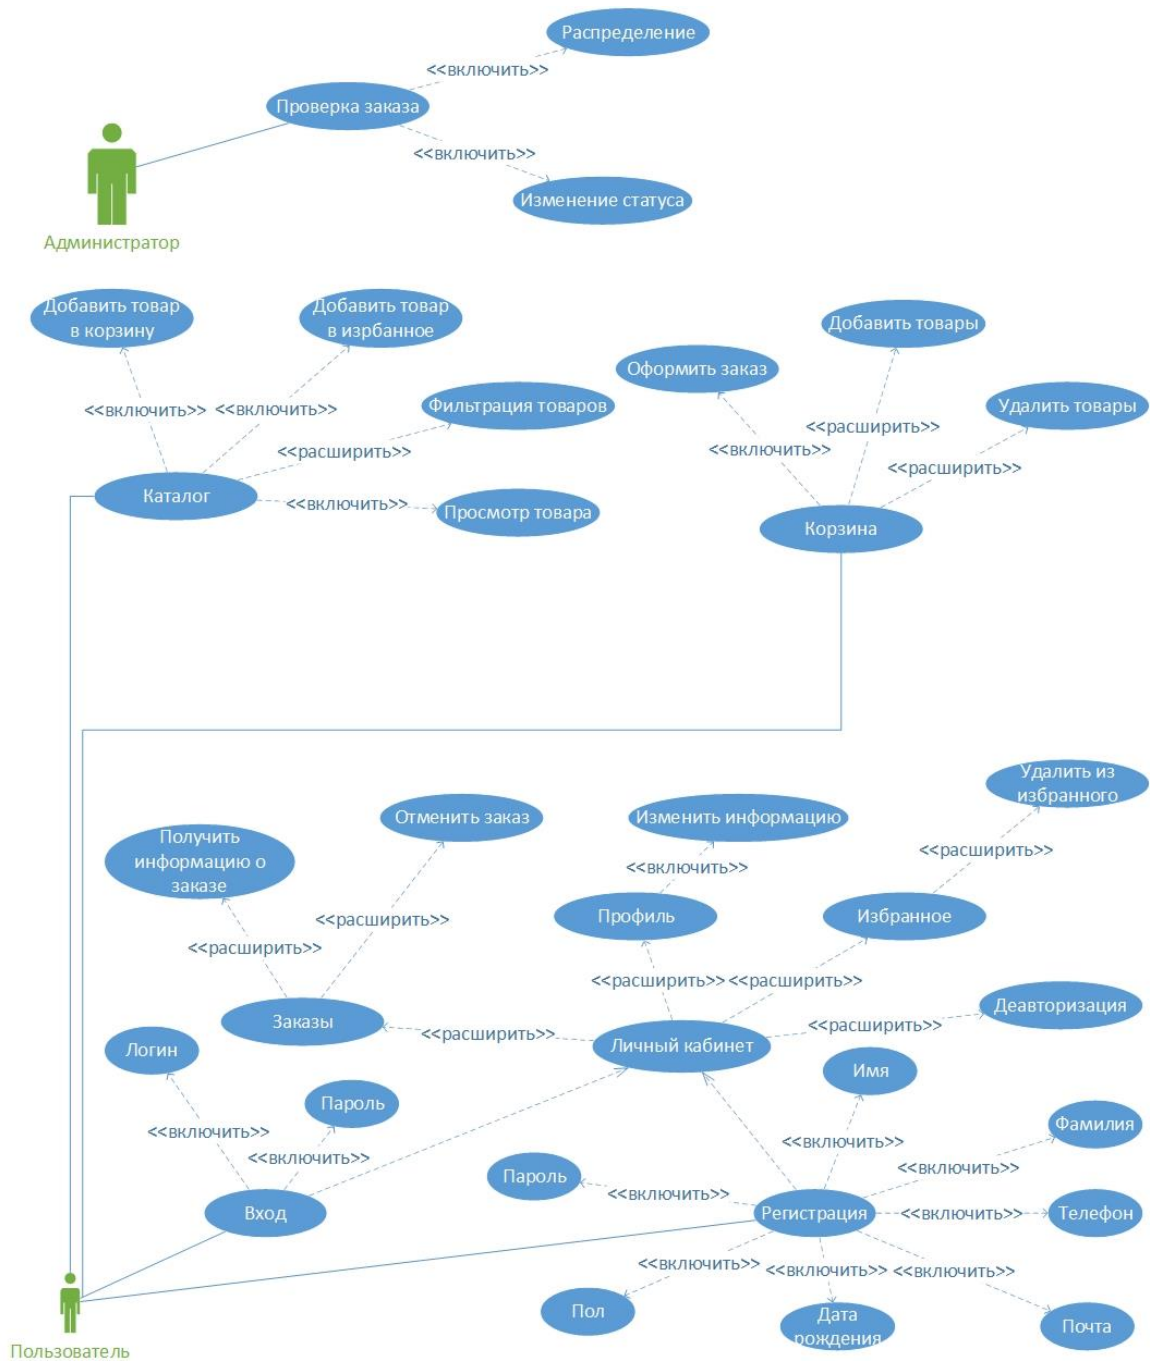 Распределение
<<включить>>
Проверка заказа
<<включить>>
Изменение статуса
Администратор
Добавить товар
в корзину
Добавить товар
в изрбанное
Добавить товары
Оформить заказ
Фильтрация товаров
Удалить товары
<<включить>>
<<включить>>
<<расширить>>
<<расширить>>
<<включить>>
<<расширить>>
Каталог
<<включить>>
Просмотр товара
Корзина
Удалить из
избранного
Отменить заказ
Изменить информацию
Получить
информацию о
заказе
<<расширить>>
<<включить>>
<<расширить>>
Профиль
Избранное
<<расширить>>
<<расширить>>
<<расширить>>
Деавторизация
Заказы
<<расширить>>
<<расширить>>
Личный кабинет
Логин
Имя
Пароль
Фамилия
<<включить>>
<<включить>>
<<включить>>
<<включить>>
Пароль
<<включить>>
Вход
Регистрация
<<включить>>
Телефон
<<включить>>
<<включить>>
<<включить>>
Пол
Дата
рождения
Почта
Пользователь